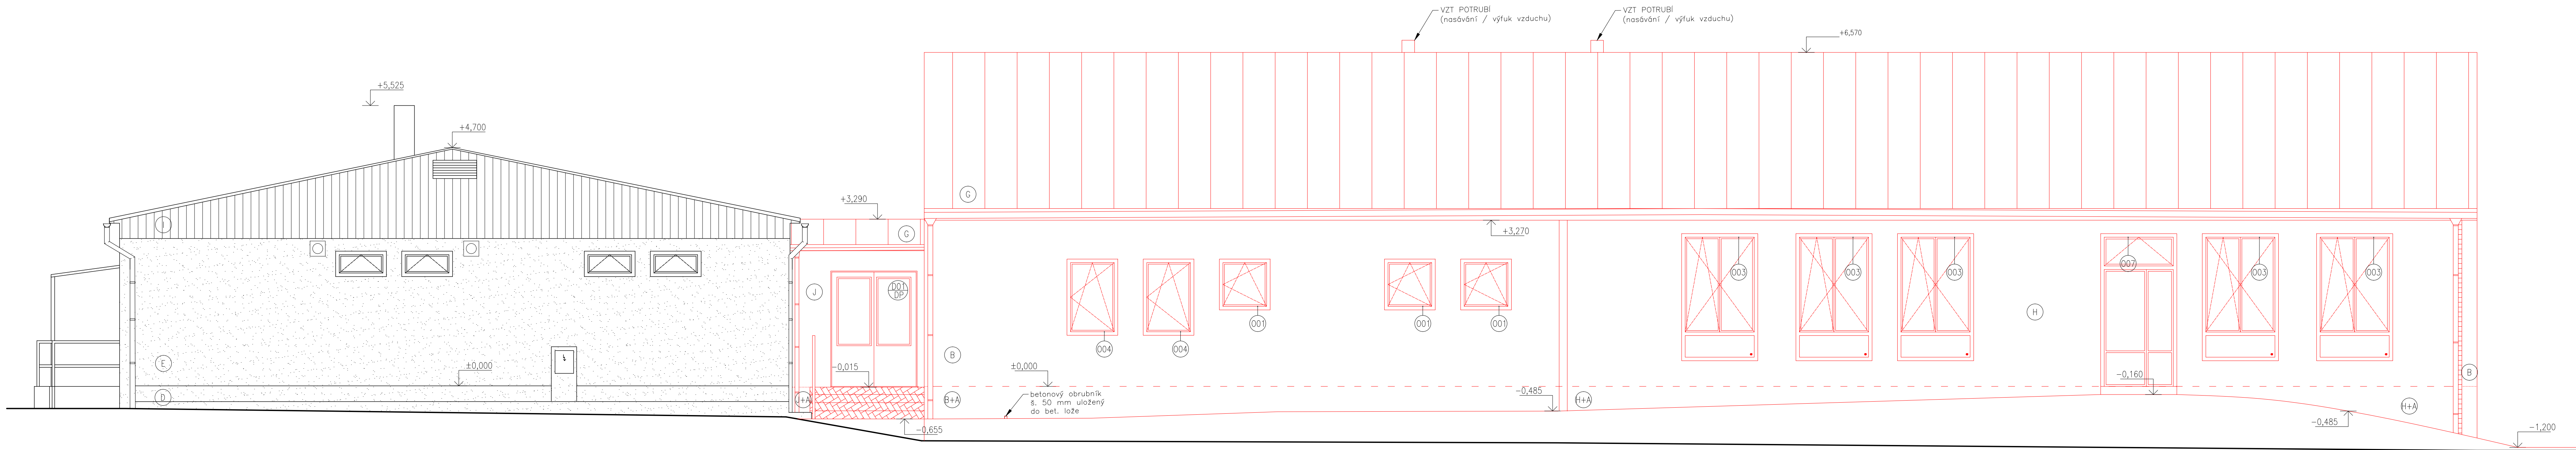 VZT POTRUBÍ
(nasávání / výfuk vzduchu)
VZT POTRUBÍ
(nasávání / výfuk vzduchu)
+6,570
+5,525
+4,700
+3,290
+3,270
G
G
I
J
D01
DP
001
001
001
004
004
003
003
003
007
003
003
H
B
E
D
±0,000
-0,015
±0,000
-0,160
B
J+A
B+A
betonový obrubník
š. 50 mm uložený
do bet. lože
-0,485
H+A
H+A
-0,485
-0,655
-1,200